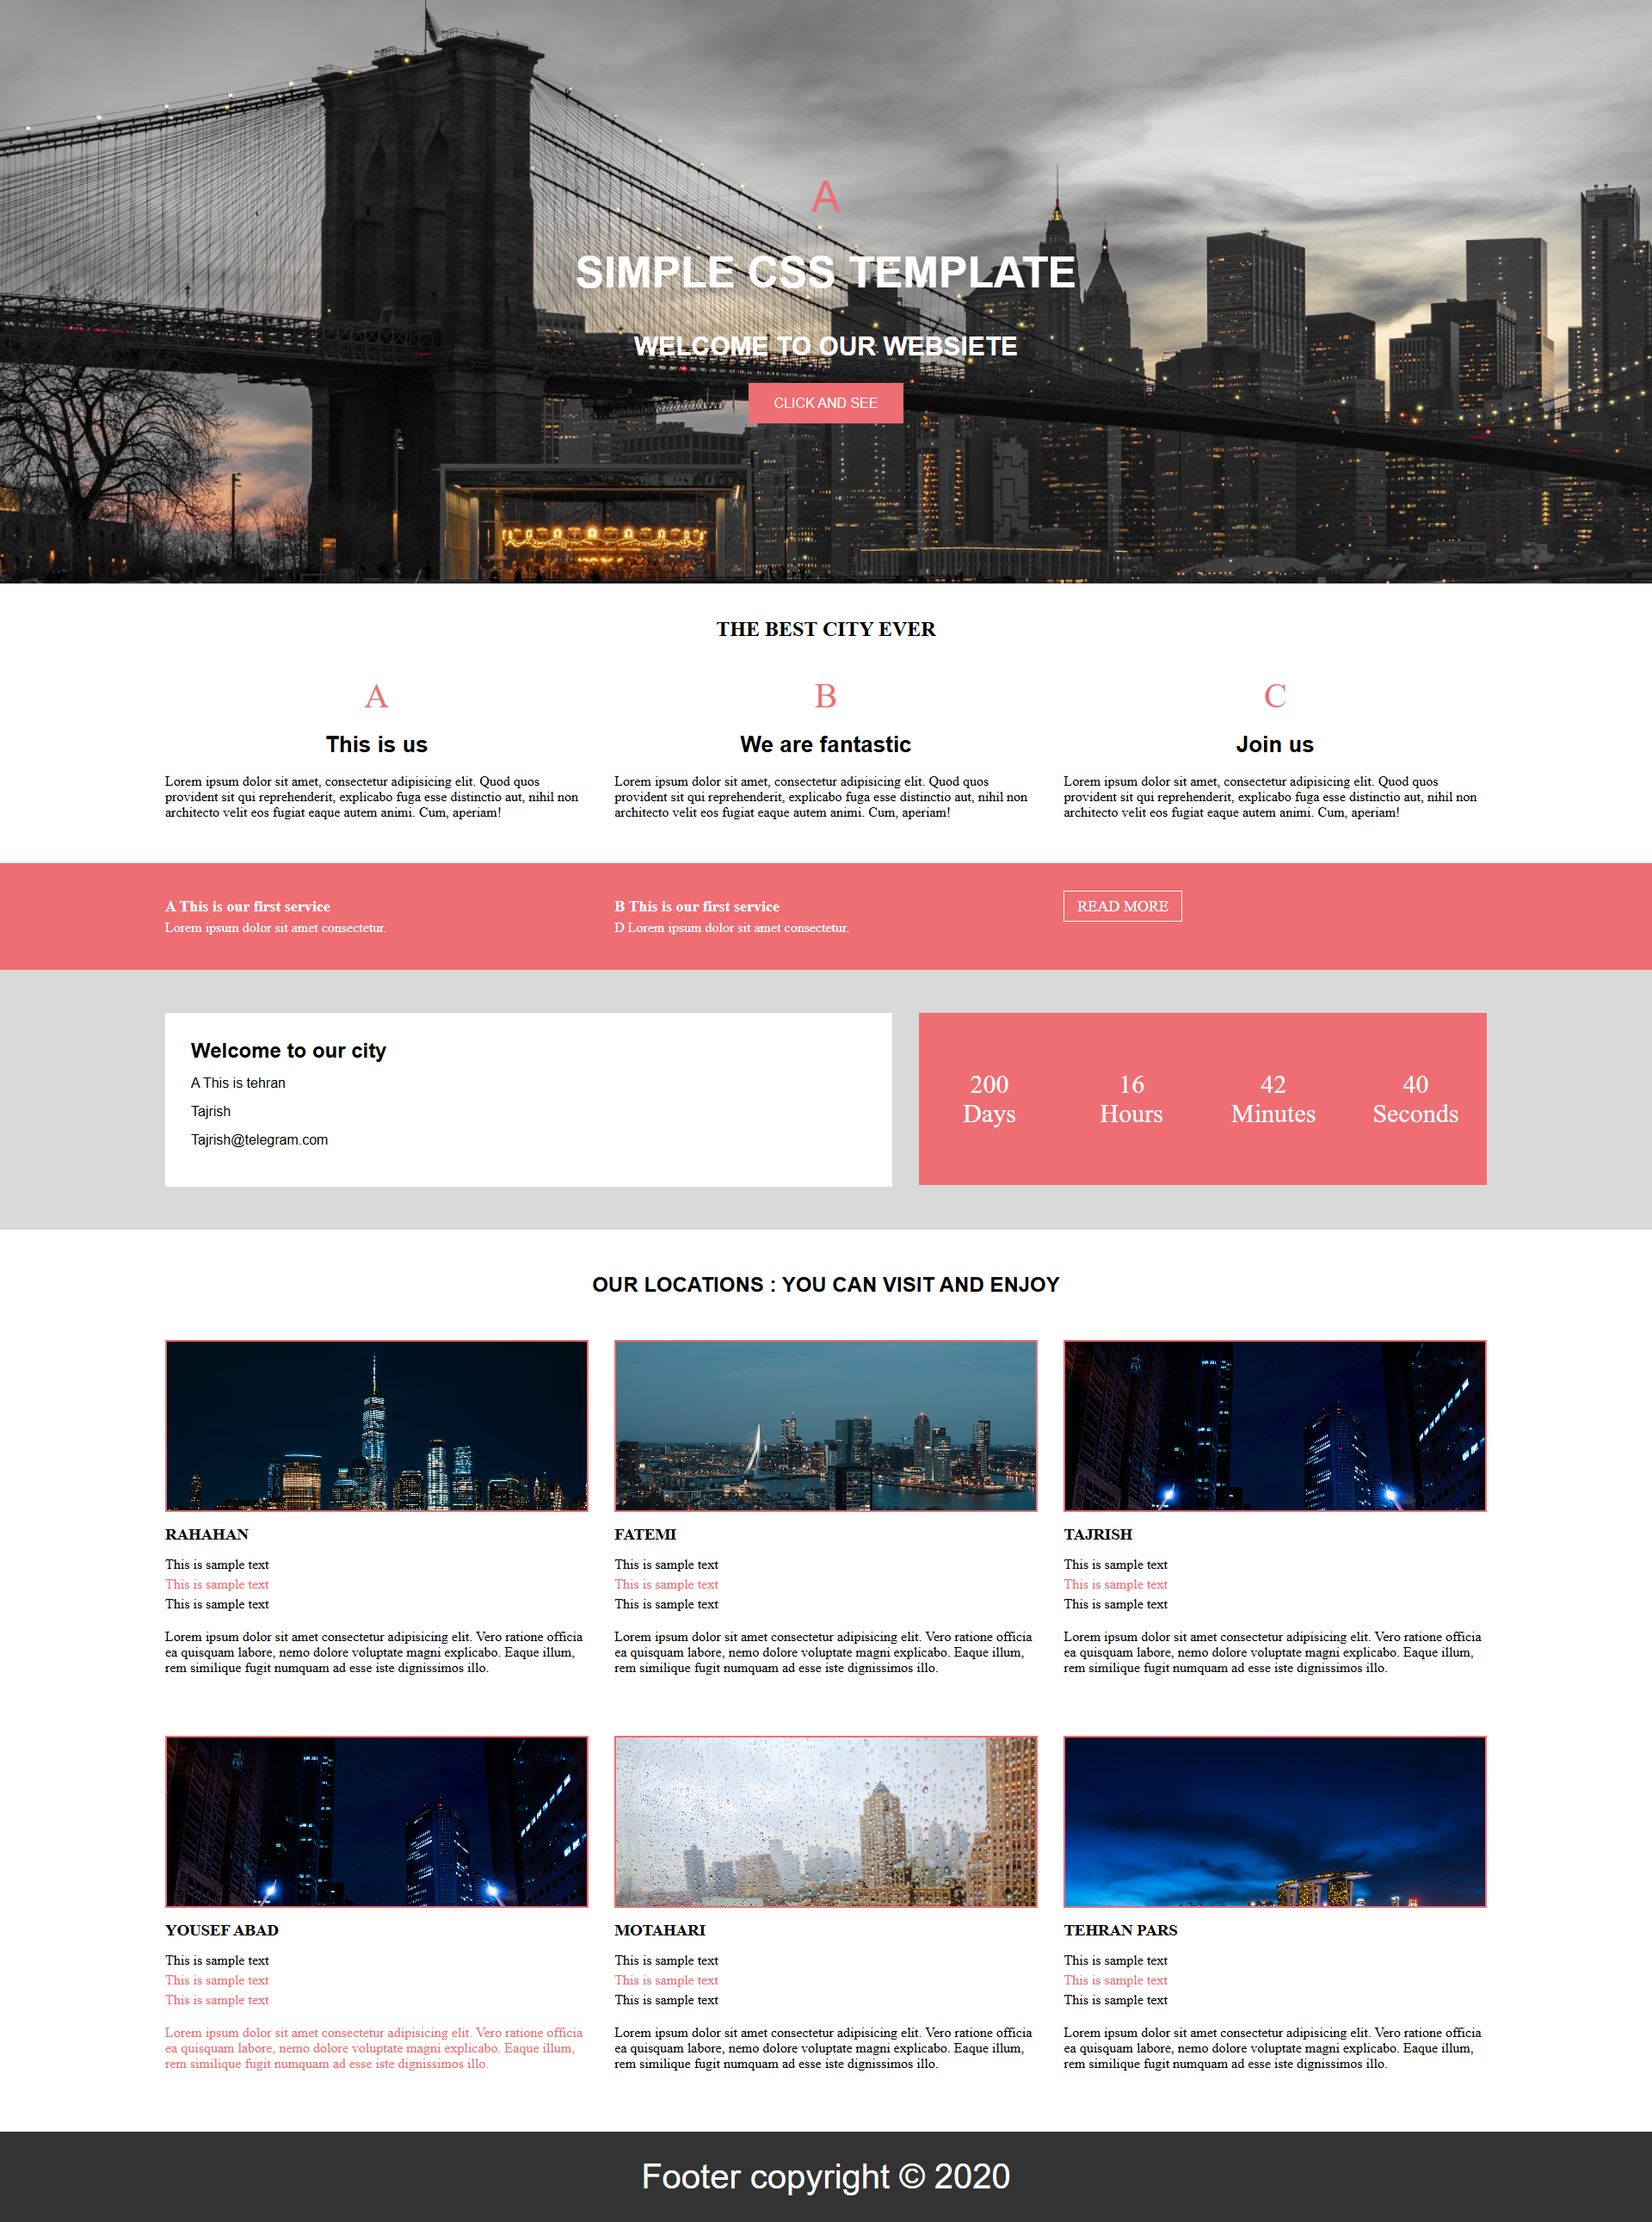 A
SIMPLE CSS TEMPLATE
WELCOME TO OUR WEBSIETE
CLICK AND SEE
THE BEST CITY EVER
A
This is us
Lorem ipsum dolor sit amet, consectetur adipisicing elit. Quod quos
provident sit qui reprehenderit, explicabo fuga esse distinctio aut, nihil non
architecto velit eos fugiat eaque autem animi. Cum, aperiam!
B
We are fantastic
Lorem ipsum dolor sit amet, consectetur adipisicing elit. Quod quos
provident sit qui reprehenderit, explicabo fuga esse distinctio aut, nihil non
architecto velit eos fugiat eaque autem animi. Cum, aperiam!
C
Join us
Lorem ipsum dolor sit amet, consectetur adipisicing elit. Quod quos
provident sit qui reprehenderit, explicabo fuga esse distinctio aut, nihil non
architecto velit eos fugiat eaque autem animi. Cum, aperiam!
A This is our first service
Lorem ipsum dolor sit amet consectetur.
B This is our first service
D Lorem ipsum dolor sit amet consectetur.
READ MORE
Welcome to our city
A This is tehran
Tajrish
Tajrish@telegram.com
200
Days
16
Hours
42
Minutes
40
Seconds
OUR LOCATIONS : YOU CAN VISIT AND ENJOY
RAHAHAN
This is sample text
This is sample text
This is sample text
Lorem ipsum dolor sit amet consectetur adipisicing elit. Vero ratione officia
ea quisquam labore, nemo dolore voluptate magni explicabo. Eaque illum,
rem similique fugit numquam ad esse iste dignissimos illo.
FATEMI
This is sample text
This is sample text
This is sample text
Lorem ipsum dolor sit amet consectetur adipisicing elit. Vero ratione officia
ea quisquam labore, nemo dolore voluptate magni explicabo. Eaque illum,
rem similique fugit numquam ad esse iste dignissimos illo.
TAJRISH
This is sample text
This is sample text
This is sample text
Lorem ipsum dolor sit amet consectetur adipisicing elit. Vero ratione officia
ea quisquam labore, nemo dolore voluptate magni explicabo. Eaque illum,
rem similique fugit numquam ad esse iste dignissimos illo.
YOUSEF ABAD
This is sample text
This is sample text
This is sample text
Lorem ipsum dolor sit amet consectetur adipisicing elit. Vero ratione officia
ea quisquam labore, nemo dolore voluptate magni explicabo. Eaque illum,
rem similique fugit numquam ad esse iste dignissimos illo.
MOTAHARI
This is sample text
This is sample text
This is sample text
Lorem ipsum dolor sit amet consectetur adipisicing elit. Vero ratione officia
ea quisquam labore, nemo dolore voluptate magni explicabo. Eaque illum,
rem similique fugit numquam ad esse iste dignissimos illo.
TEHRAN PARS
This is sample text
This is sample text
This is sample text
Lorem ipsum dolor sit amet consectetur adipisicing elit. Vero ratione officia
ea quisquam labore, nemo dolore voluptate magni explicabo. Eaque illum,
rem similique fugit numquam ad esse iste dignissimos illo.
Footer copyright © 2020